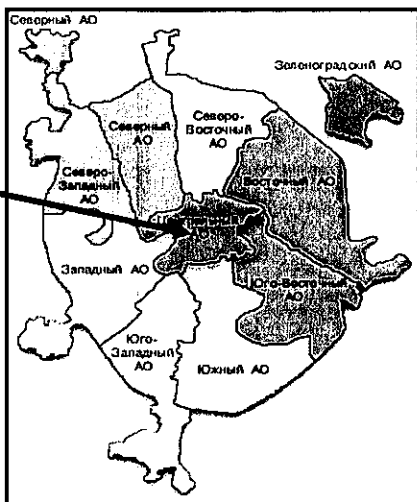 Северный АО
Зеленоградский АО
Северный
АО
Северо-
Восточный
АО
Северо-
Западный
АО
Восточный АО
АО
Западный АО
Юго-Восточный
АО
Юго-
Западный
АО
Южный АО